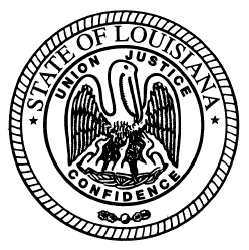 STATE OF LOUISIANA
UNION JUSTICE
CONFIDENCE